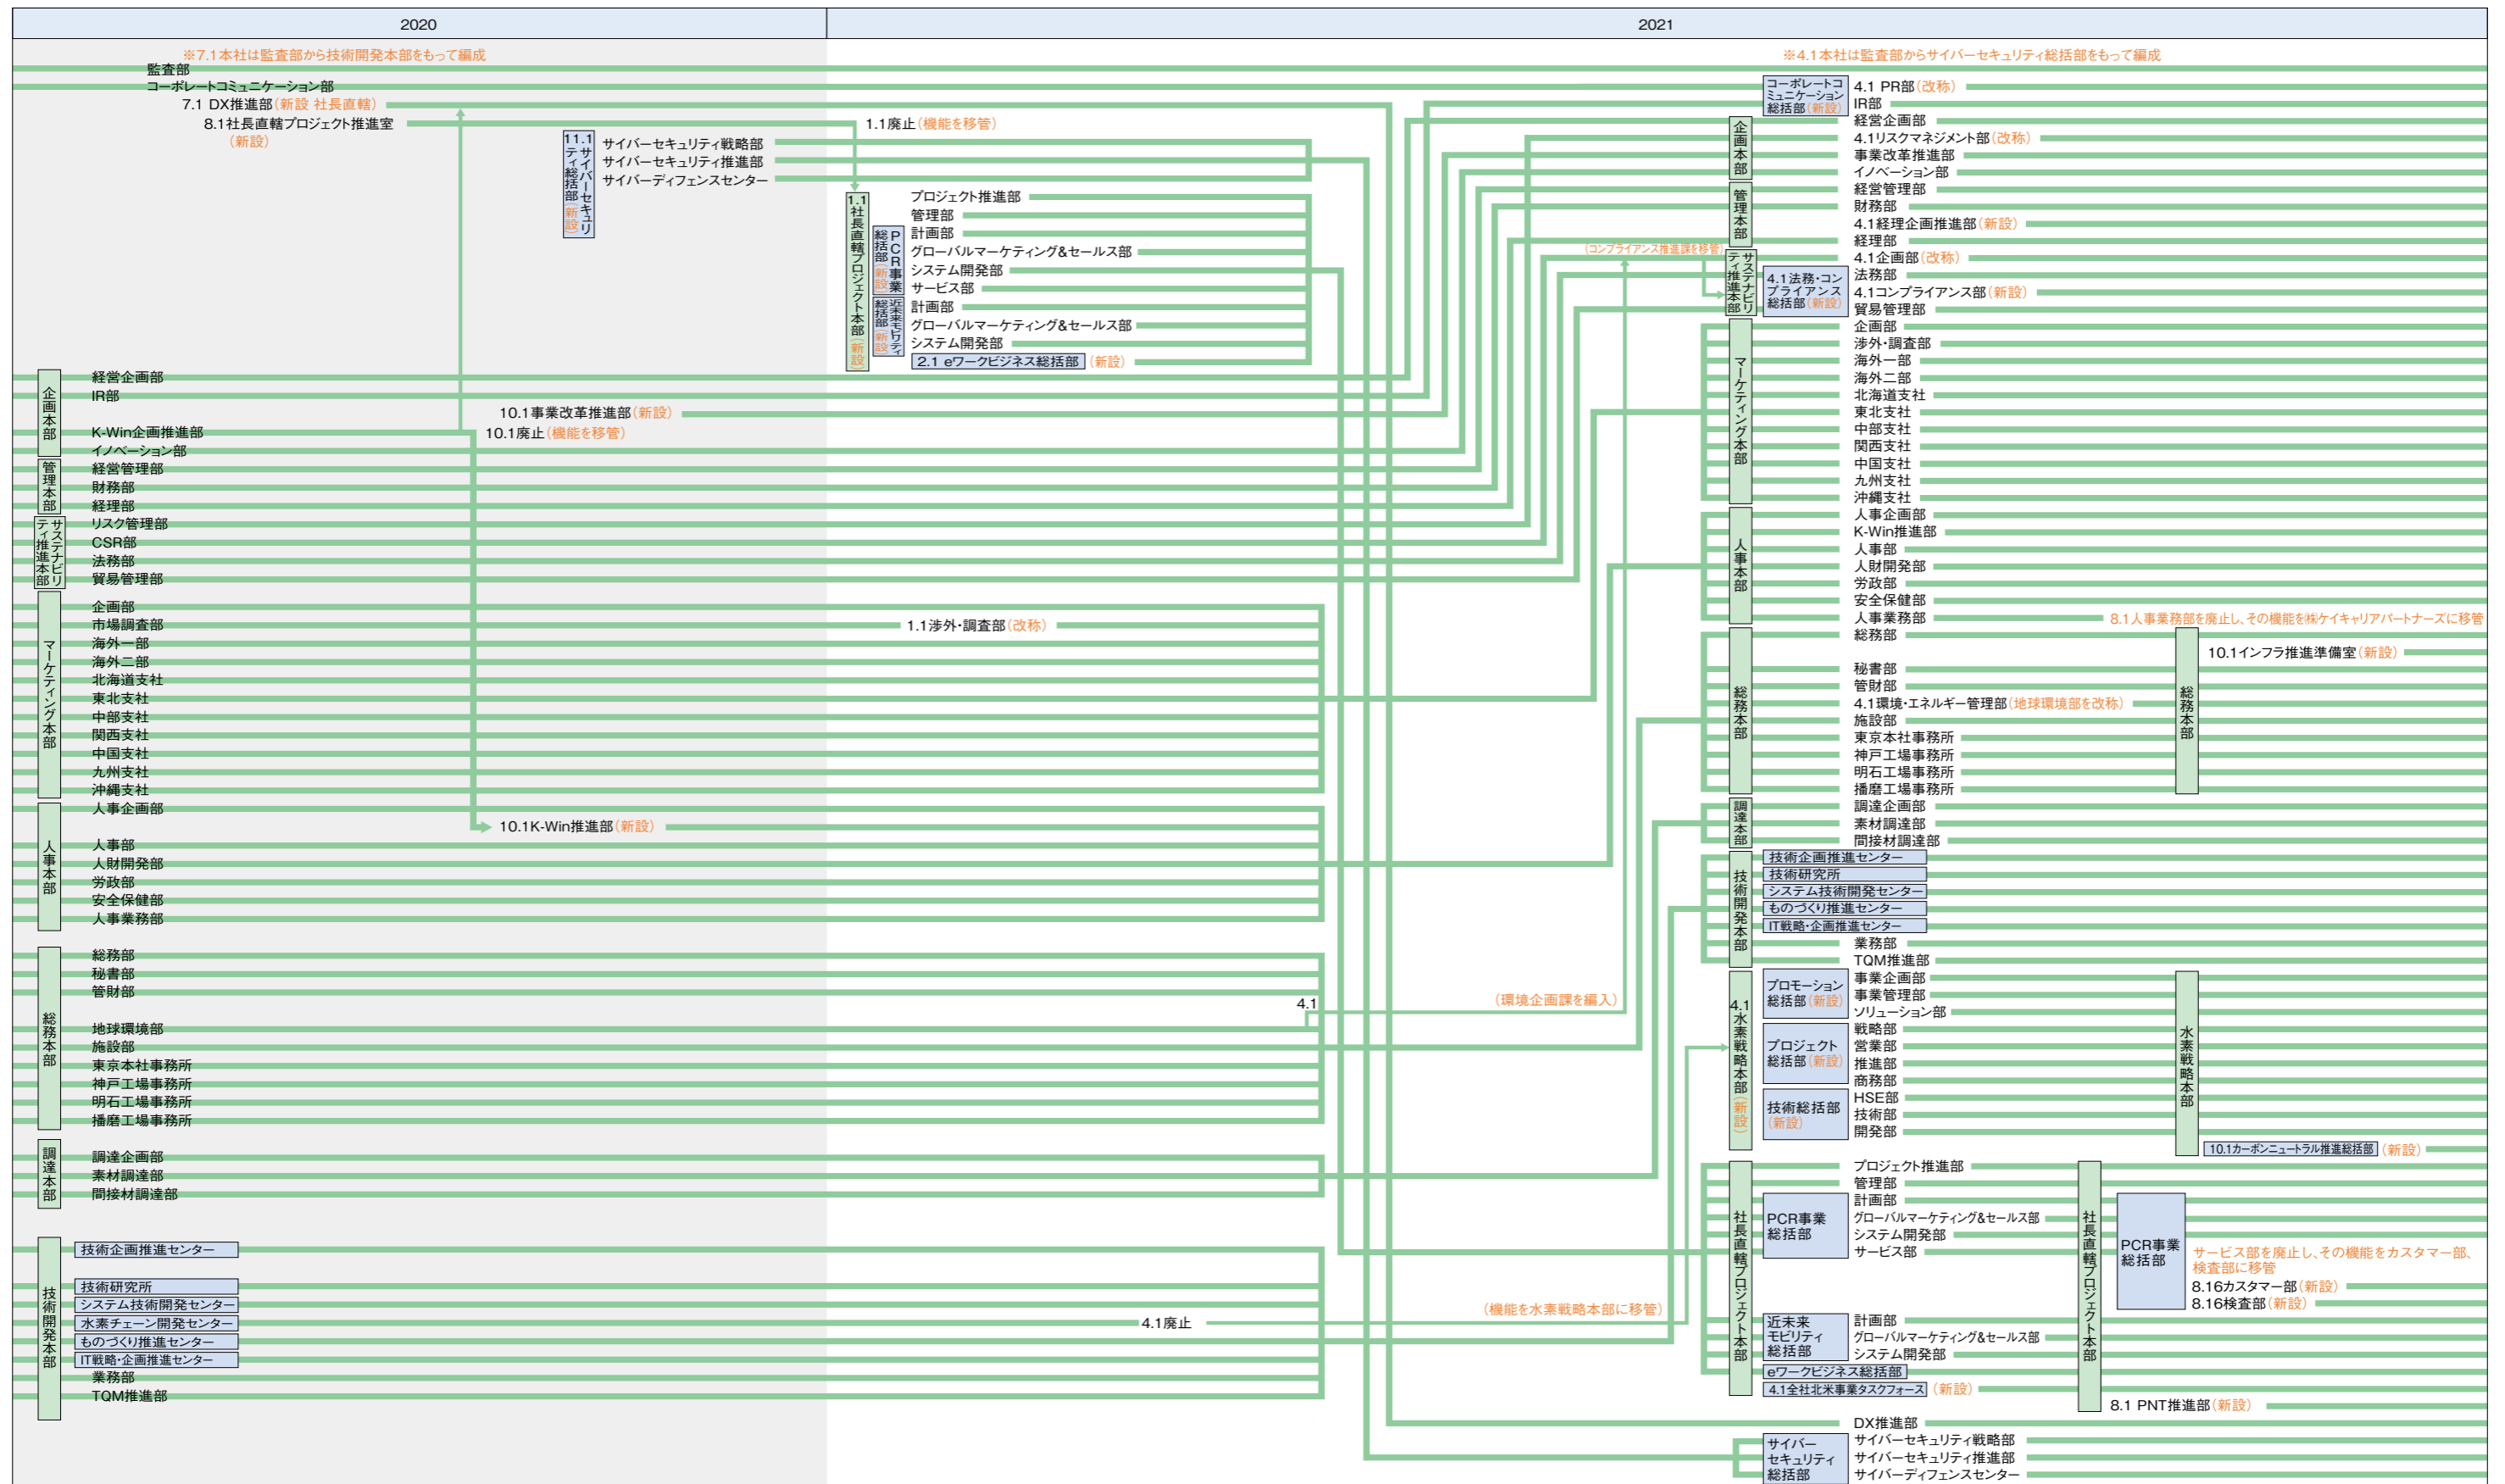 2020
2021
※7.1本社は監査部から技術開発本部をもって編成
監査部
コーポレートコミュニケーション部
7.1 DX推進部(新設 社長直轄)
8.1社長直轄プロジェクト推進室
(新設)
11.1サイバーセキュリティ総括部(新設)
サイバーセキュリティ戦略部
サイバーセキュリティ推進部
サイバーディフェンスセンター
企画本部
経営企画部
IR部
10.1事業改革推進部(新設)
K-Win企画推進部
10.1廃止(機能を移管)
イノベーション部
管理本部
経営管理部
財務部
経理部
サステナビリティ推進本部
リスク管理部
CSR部
法務部
貿易管理部
マーケティング本部
企画部
市場調査部
海外一部
海外二部
北海道支社
東北支社
中部支社
関西支社
中国支社
九州支社
沖縄支社
人事本部
人事企画部
10.1K-Win推進部(新設)
人事部
人財開発部
労政部
安全保健部
人事業務部
総務本部
総務部
秘書部
管財部
地球環境部
施設部
東京本社事務所
神戸工場事務所
明石工場事務所
播磨工場事務所
調達本部
調達企画部
素材調達部
間接材調達部
技術開発本部
技術企画推進センター
技術研究所
システム技術開発センター
水素チェーン開発センター
ものづくり推進センター
IT戦略・企画推進センター
業務部
TQM推進部
1.1廃止(機能を移管)
1.1社長直轄プロジェクト本部(新設)
プロジェクト推進部
管理部
PCR事業総括部(新設)
計画部
グローバルマーケティング&セールス部
システム開発部
サービス部
近未来モビリティ総括部(新設)
計画部
グローバルマーケティング&セールス部
システム開発部
2.1 eワークビジネス総括部(新設)
1.1渉外・調査部(改称)
4.1
(環境企画課を編入)
4.1廃止
(機能を水素戦略本部に移管)
(コンプライアンス推進課を移管)
※4.1本社は監査部からサイバーセキュリティ総括部をもって編成
コーポレートコミュニケーション総括部(新設)
4.1 PR部(改称)
IR部
企画本部
経営企画部
4.1リスクマネジメント部(改称)
事業改革推進部
イノベーション部
管理本部
経営管理部
財務部
4.1経理企画推進部(新設)
経理部
サステナビリティ推進本部
4.1企画部(改称)
4.1法務・コンプライアンス総括部(新設)
法務部
4.1コンプライアンス部(新設)
貿易管理部
マーケティング本部
企画部
渉外・調査部
海外一部
海外二部
北海道支社
東北支社
中部支社
関西支社
中国支社
九州支社
沖縄支社
人事本部
人事企画部
K-Win推進部
人事部
人財開発部
労政部
安全保健部
人事業務部
8.1人事業務部を廃止し、その機能を㈱ケイキャリアパートナーズに移管
総務本部
総務部
総務本部
10.1インフラ推進準備室(新設)
秘書部
管財部
4.1環境・エネルギー管理部(地球環境部を改称)
施設部
東京本社事務所
神戸工場事務所
明石工場事務所
播磨工場事務所
調達本部
調達企画部
素材調達部
間接材調達部
技術開発本部
技術企画推進センター
技術研究所
システム技術開発センター
ものづくり推進センター
IT戦略・企画推進センター
業務部
TQM推進部
4.1水素戦略本部(新設)
プロモーション総括部(新設)
事業企画部
事業管理部
ソリューション部
プロジェクト総括部(新設)
戦略部
営業部
推進部
商務部
技術総括部(新設)
HSE部
技術部
開発部
水素戦略本部
10.1カーボンニュートラル推進総括部(新設)
社長直轄プロジェクト本部
プロジェクト推進部
管理部
PCR事業総括部
計画部
グローバルマーケティング&セールス部
システム開発部
サービス部
近未来モビリティ総括部
計画部
グローバルマーケティング&セールス部
システム開発部
eワークビジネス総括部
4.1全社北米事業タスクフォース(新設)
社長直轄プロジェクト本部
PCR事業総括部
サービス部を廃止し、その機能をカスタマー部、
検査部に移管
8.16カスタマー部(新設)
8.16検査部(新設)
8.1 PNT推進部(新設)
DX推進部
サイバーセキュリティ総括部
サイバーセキュリティ戦略部
サイバーセキュリティ推進部
サイバーディフェンスセンター